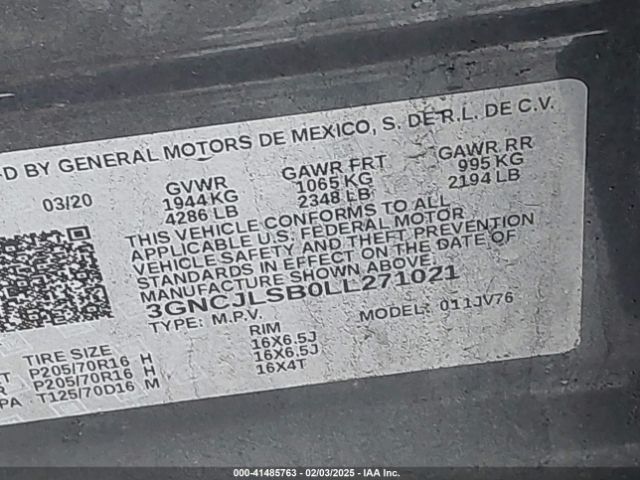 D BY GENERAL MOTORS DE MEXICO, S. DE R.L. DE C.V.
03/20 GVWR GAWR FRT GAWR RR
1944 KG 1065 KG 995 KG
4286 LB 2348 LB 2194 LB
THIS VEHICLE CONFORMS TO ALL
APPLICABLE U.S. FEDERAL MOTOR
VEHICLE SAFETY AND THEFT PREVENTION
STANDARDS IN EFFECT ON THE DATE OF
MANUFACTURE SHOWN ABOVE.
3GNCJLSB0LL271021
TYPE: M.P.V. MODEL: 011JV76
TIRE SIZE RIM
P205/70R16 H 16X6.5J
P205/70R16 H 16X6.5J
PA T125/70D16 M 16X4T
000-41485763 - 02/03/2025 - IAA Inc.